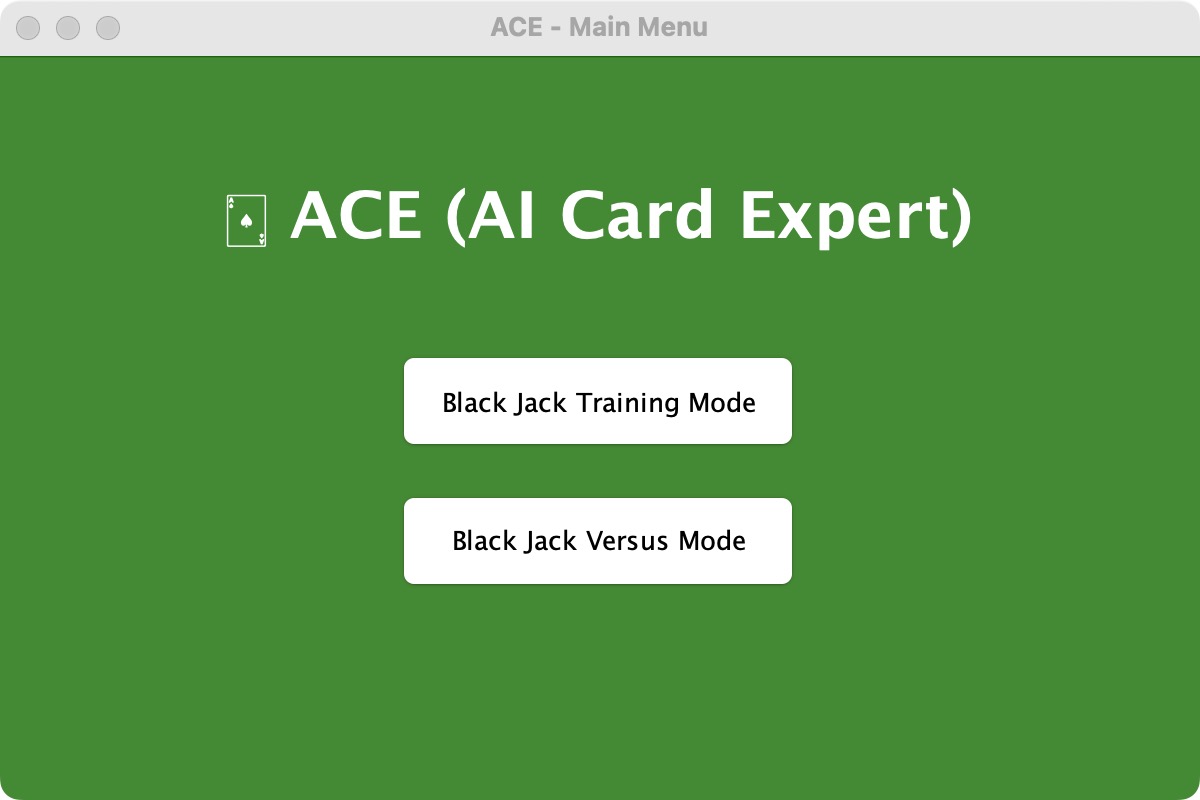 ACE - Main Menu
🂡 ACE (AI Card Expert)
Black Jack Training Mode
Black Jack Versus Mode